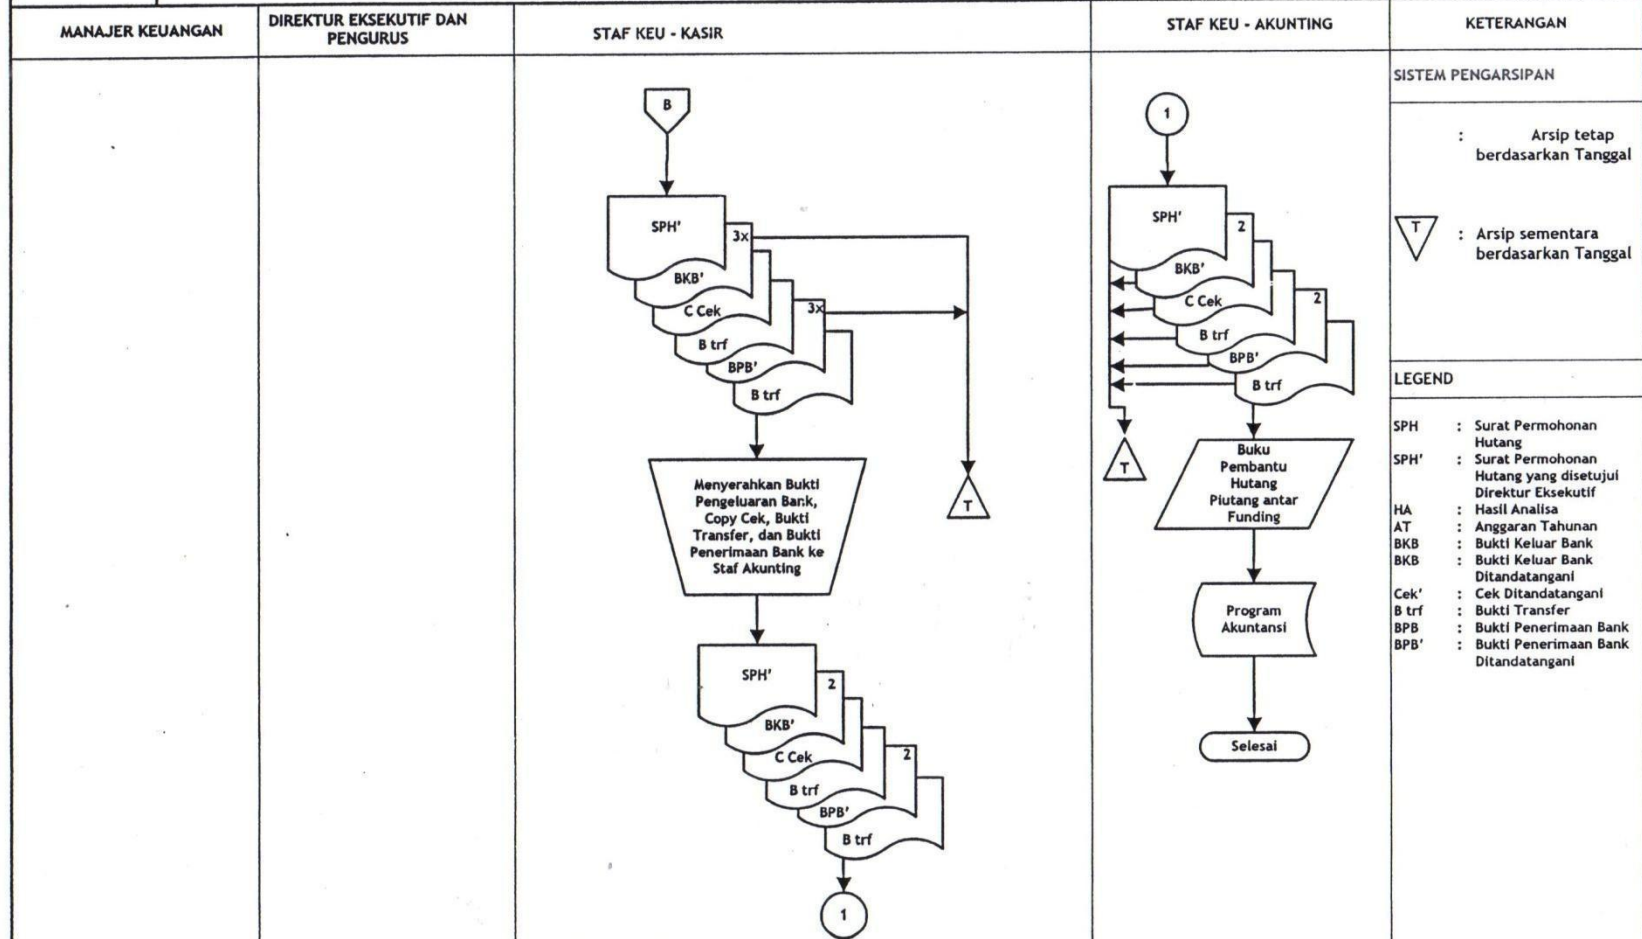 MANAJER KEUANGAN
DIREKTUR EKSEKUTIF DAN
PENGURUS
STAF KEU - KASIR
STAF KEU - AKUNTING
KETERANGAN
B
SPH'
3x
BKB'
C Cek
3x
B trf
BPB'
B trf
Menyerahkan Bukti
Pengeluaran Bank,
Copy Cek, Bukti
Transfer, dan Bukti
Penerimaan Bank ke
Staf Akunting
T
SPH'
2
BKB'
C Cek
2
B trf
BPB'
B trf
1
1
SPH'
2
BKB'
C Cek
2
B trf
BPB'
B trf
T
Buku
Pembantu
Hutang
Piutang antar
Funding
Program
Akuntansi
Selesai
SISTEM PENGARSIPAN
: Arsip tetap
berdasarkan Tanggal
T : Arsip sementara
berdasarkan Tanggal
LEGEND
SPH : Surat Permohonan
Hutang
SPH' : Surat Permohonan
Hutang yang disetujui
Direktur Eksekutif
HA : Hasil Analisa
AT : Anggaran Tahunan
BKB : Bukti Keluar Bank
BKB : Bukti Keluar Bank
Ditandatangani
Cek' : Cek Ditandatangani
B trf : Bukti Transfer
BPB : Bukti Penerimaan Bank
BPB' : Bukti Penerimaan Bank
Ditandatangani